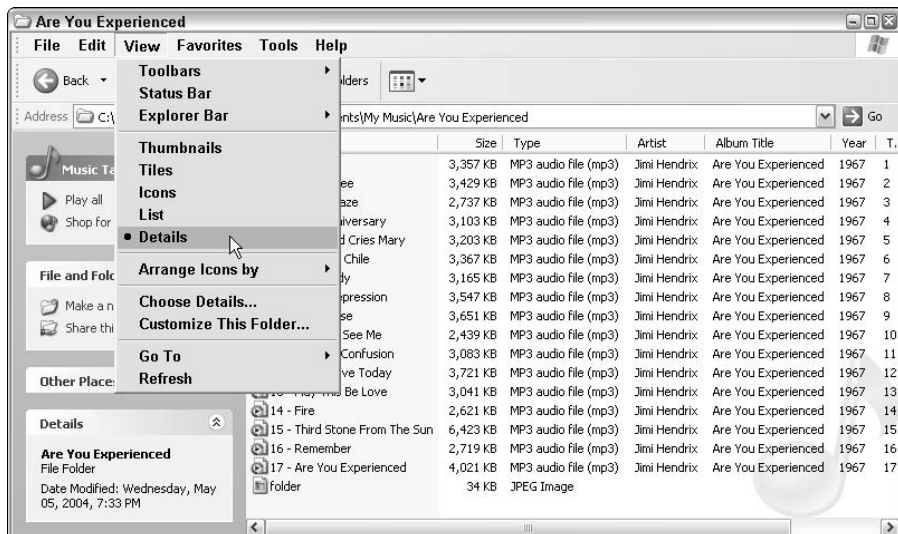 Are You Experienced
File Edit View Favorites Tools Help
Back
lders
Address C:\
ents\My Music\Are You Experienced
Go
Toolbars
Status Bar
Explorer Bar
Thumbnails
Tiles
Icons
List
Details
Arrange Icons by
Choose Details...
Customize This Folder...
Go To
Refresh
Music Ta
Play all
Shop for
File and Fold
Make a n
Share thi
Other Place
Details
Are You Experienced
File Folder
Date Modified: Wednesday, May
05, 2004, 7:33 PM
Size Type Artist Album Title Year T.
3,357 KB MP3 audio file (mp3) Jimi Hendrix Are You Experienced 1967 1
ee 3,429 KB MP3 audio file (mp3) Jimi Hendrix Are You Experienced 1967 2
aze 2,737 KB MP3 audio file (mp3) Jimi Hendrix Are You Experienced 1967 3
iversary 3,103 KB MP3 audio file (mp3) Jimi Hendrix Are You Experienced 1967 4
d Cries Mary 3,203 KB MP3 audio file (mp3) Jimi Hendrix Are You Experienced 1967 5
Chile 3,367 KB MP3 audio file (mp3) Jimi Hendrix Are You Experienced 1967 6
dy 3,165 KB MP3 audio file (mp3) Jimi Hendrix Are You Experienced 1967 7
epression 3,547 KB MP3 audio file (mp3) Jimi Hendrix Are You Experienced 1967 8
se 3,651 KB MP3 audio file (mp3) Jimi Hendrix Are You Experienced 1967 9
See Me 2,439 KB MP3 audio file (mp3) Jimi Hendrix Are You Experienced 1967 10
Confusion 3,083 KB MP3 audio file (mp3) Jimi Hendrix Are You Experienced 1967 11
ve Today 3,721 KB MP3 audio file (mp3) Jimi Hendrix Are You Experienced 1967 12
This Be Love 3,041 KB MP3 audio file (mp3) Jimi Hendrix Are You Experienced 1967 13
14 - Fire 2,621 KB MP3 audio file (mp3) Jimi Hendrix Are You Experienced 1967 14
15 - Third Stone From The Sun 6,423 KB MP3 audio file (mp3) Jimi Hendrix Are You Experienced 1967 15
16 - Remember 2,719 KB MP3 audio file (mp3) Jimi Hendrix Are You Experienced 1967 16
17 - Are You Experienced 4,021 KB MP3 audio file (mp3) Jimi Hendrix Are You Experienced 1967 17
folder 34 KB JPEG Image